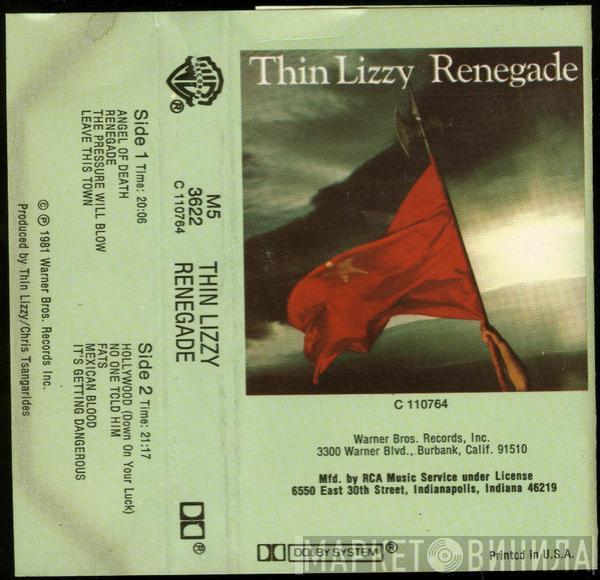 Thin Lizzy Renegade
C 110764
Warner Bros. Records, Inc.
3300 Warner Blvd., Burbank, Calif. 91510
Mfd. by RCA Music Service under License
6550 East 30th Street, Indianapolis, Indiana 46219
DOLBY SYSTEM ®
Printed in U.S.A.
®
M5
3622
C 110764
THIN LIZZY
RENEGADE
®
Side 1 Time: 20:06
ANGEL OF DEATH
RENEGADE
THE PRESSURE WILL BLOW
LEAVE THIS TOWN
Side 2 Time: 21:17
HOLLYWOOD (Down On Your Luck)
NO ONE TOLD HIM
FATS
MEXICAN BLOOD
IT'S GETTING DANGEROUS
© ℗ 1981 Warner Bros. Records Inc.
Produced by Thin Lizzy/Chris Tsangarides
МАРКЕТ ВИНИЛА